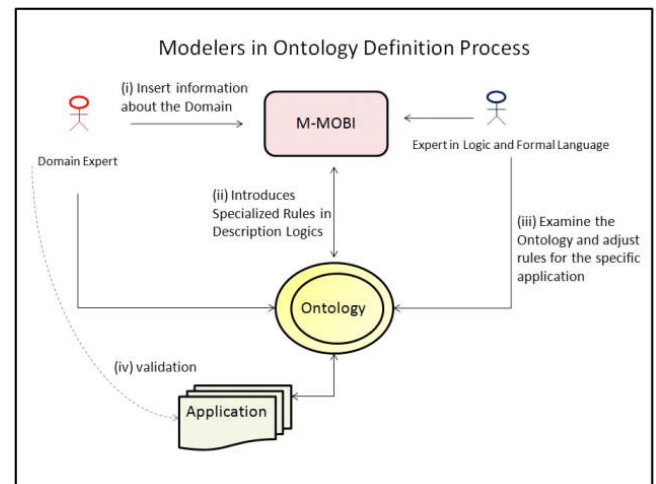 Modelers in Ontology Definition Process
(i) Insert information
about the Domain
M-MOBI
Domain Expert
Expert in Logic and Formal Language
(ii) Introduces
Specialized Rules in
Description Logics
(iii) Examine the
Ontology and adjust
rules for the specific
application
Ontology
(iv) validation
Application